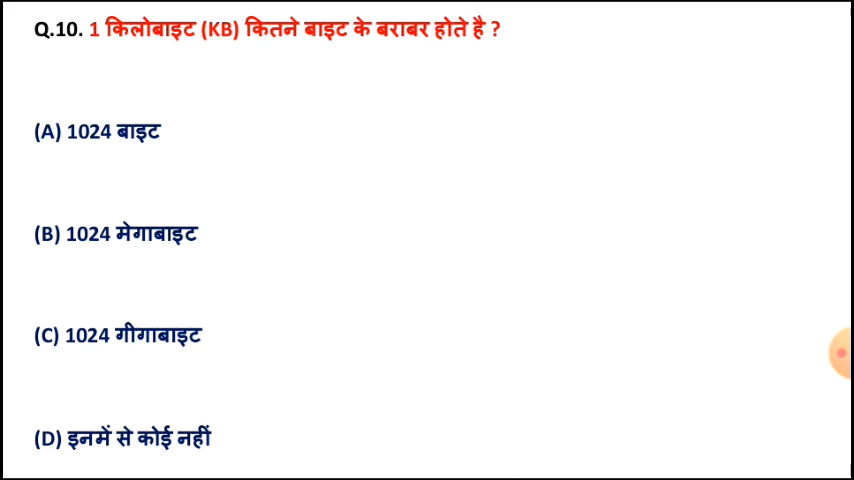 Q.10. 1 किलोबाइट (KB) कितने बाइट के बराबर होते है ?
(A) 1024 बाइट
(B) 1024 मेगाबाइट
(C) 1024 गीगाबाइट
(D) इनमें से कोई नहीं